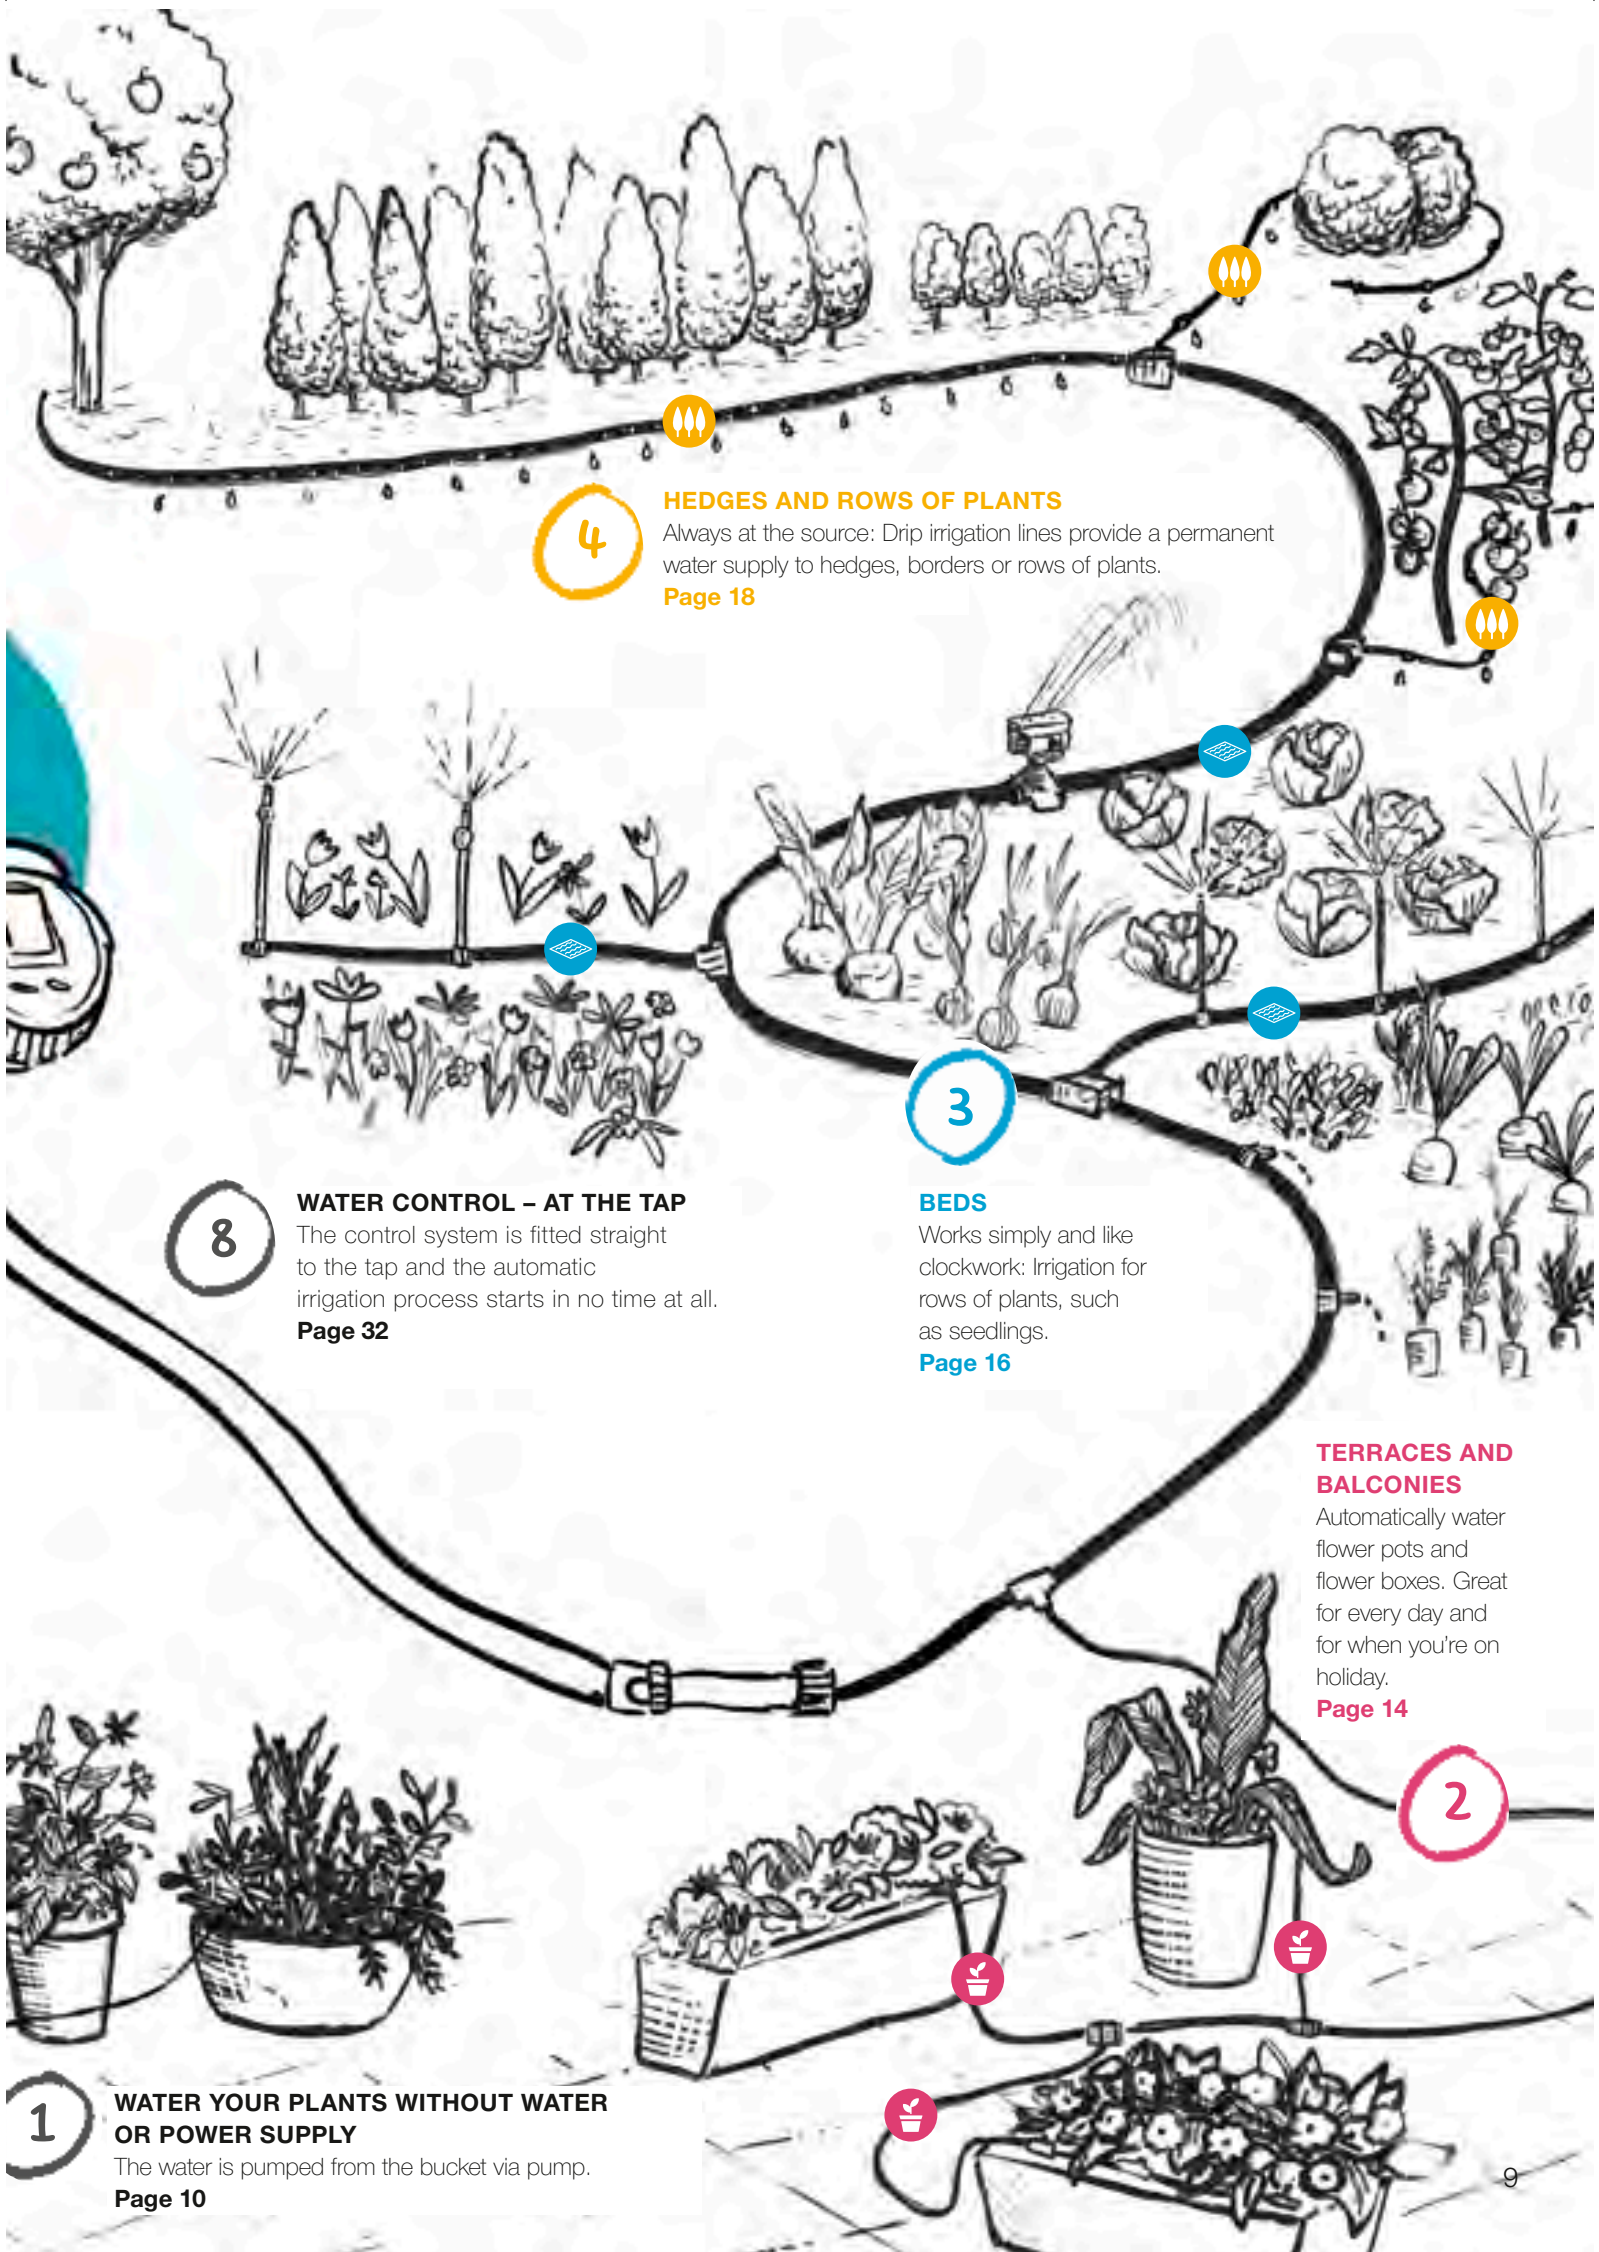 4
HEDGES AND ROWS OF PLANTS
Always at the source: Drip irrigation lines provide a permanent
water supply to hedges, borders or rows of plants.
Page 18
8
WATER CONTROL – AT THE TAP
The control system is fitted straight
to the tap and the automatic
irrigation process starts in no time at all.
Page 32
3
BEDS
Works simply and like
clockwork: Irrigation for
rows of plants, such
as seedlings.
Page 16
TERRACES AND
BALCONIES
Automatically water
flower pots and
flower boxes. Great
for every day and
for when you’re on
holiday.
Page 14
2
1
WATER YOUR PLANTS WITHOUT WATER
OR POWER SUPPLY
The water is pumped from the bucket via pump.
Page 10
9